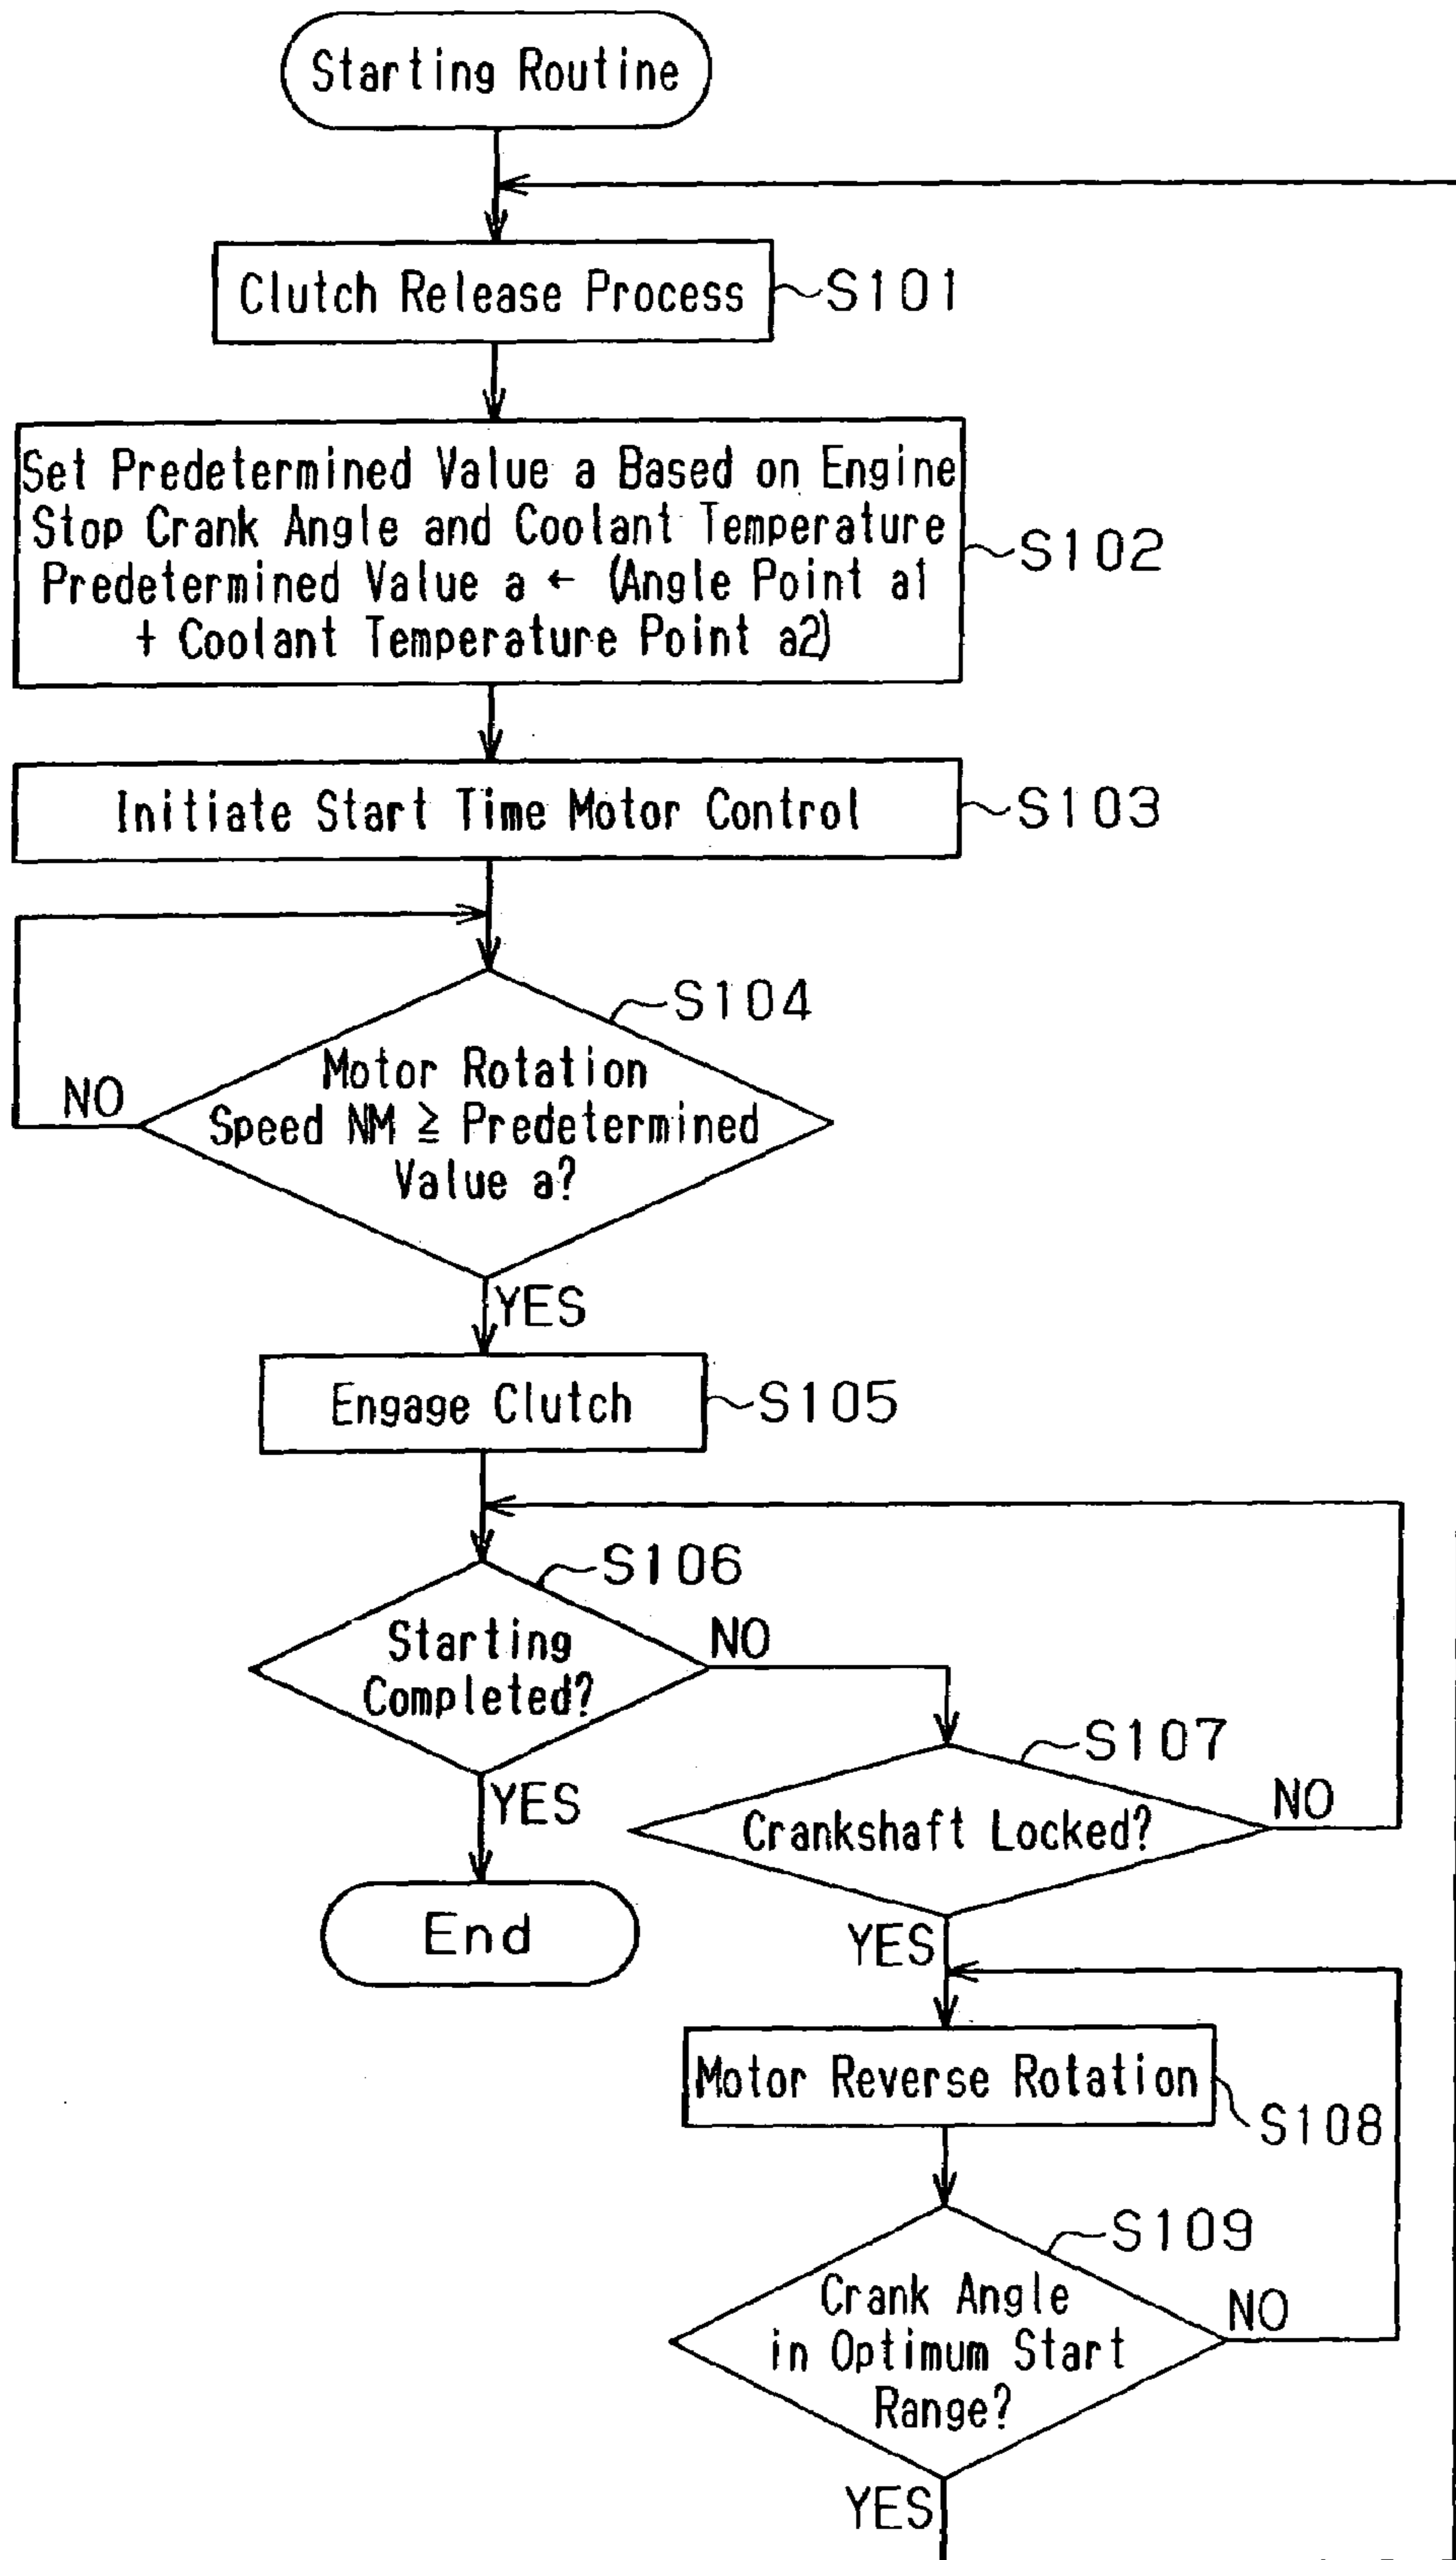 Starting Routine
Clutch Release Process
S101
Set Predetermined Value a Based on Engine
Stop Crank Angle and Coolant Temperature
Predetermined Value a ← (Angle Point a1
+ Coolant Temperature Point a2)
S102
Initiate Start Time Motor Control
S103
S104
Motor Rotation
Speed NM ≧ Predetermined
Value a?
NO
YES
Engage Clutch
S105
S106
Starting
Completed?
NO
YES
End
S107
Crankshaft Locked?
NO
YES
Motor Reverse Rotation
S108
S109
Crank Angle
in Optimum Start
Range?
NO
YES